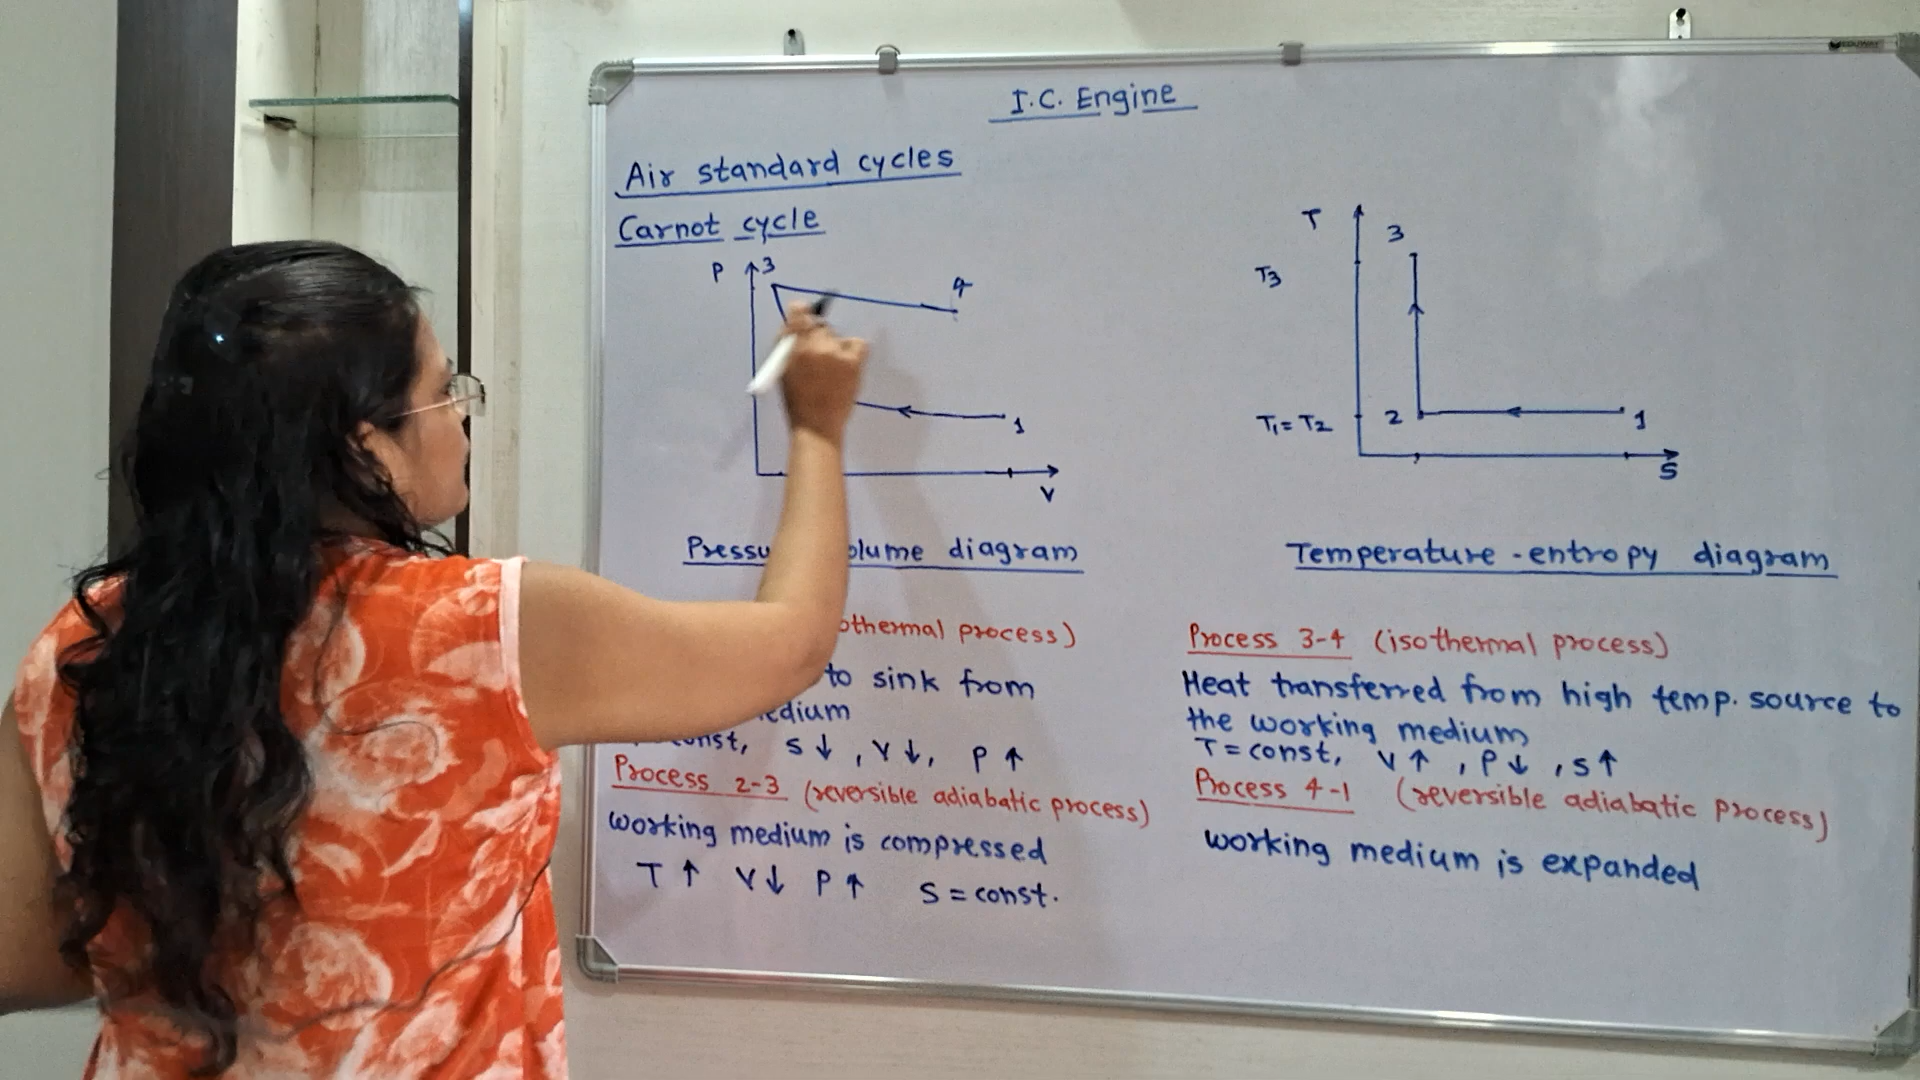 I.C. Engine
Air standard cycles
Carnot cycle
P
3
4
1
V
T
3
T3
T1 = T2
2
1
S
diagram
Temperature - entropy diagram
process)
to sink from
S↓, V↓, P↑
Process 2-3 (reversible adiabatic process)
working medium is compressed
T↑ V↓ P↑ S = const.
Process 3-4 (isothermal process)
Heat transferred from high temp. source to
the working medium
T = const, V↑, P↓, S↑
Process 4-1 (reversible adiabatic process)
working medium is expanded